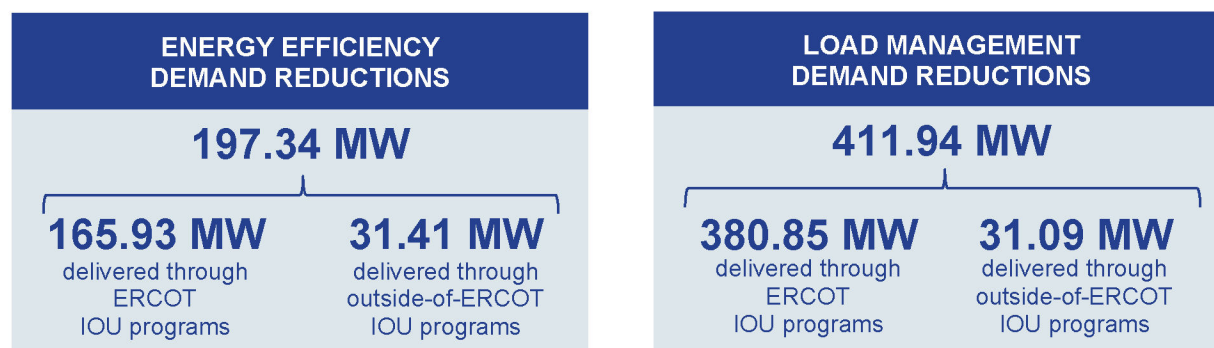 ENERGY EFFICIENCY
DEMAND REDUCTIONS
197.34 MW
165.93 MW
delivered through
ERCOT
IOU programs
31.41 MW
delivered through
outside-of-ERCOT
IOU programs
LOAD MANAGEMENT
DEMAND REDUCTIONS
411.94 MW
380.85 MW
delivered through
ERCOT
IOU programs
31.09 MW
delivered through
outside-of-ERCOT
IOU programs